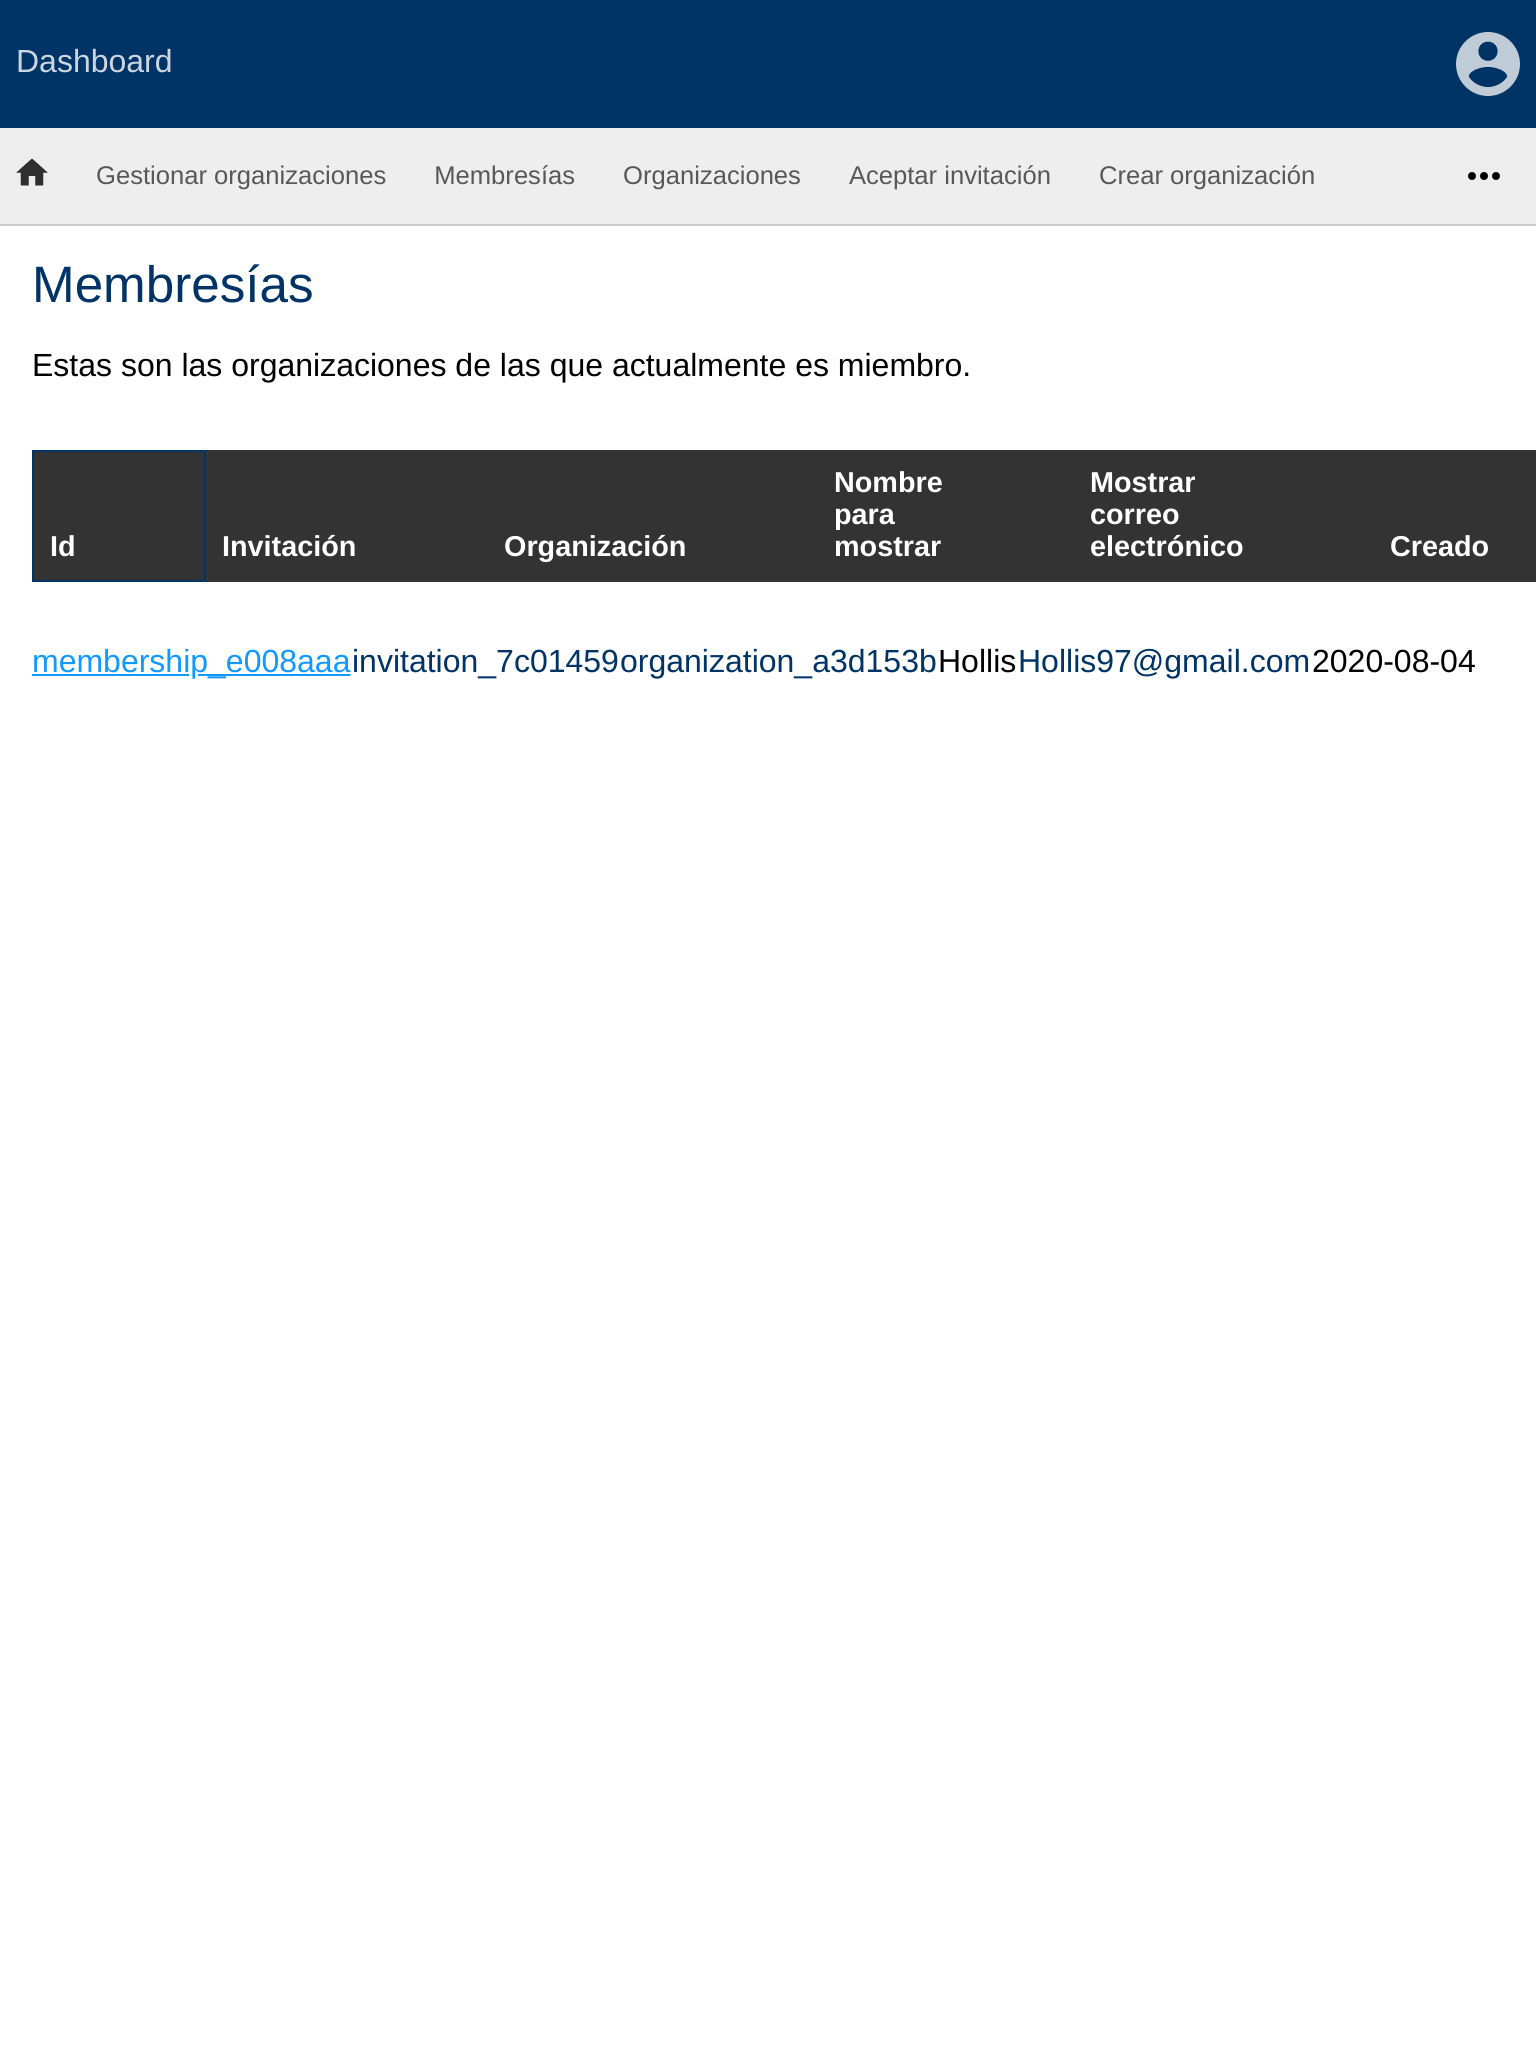 Dashboard
Gestionar organizaciones Membresías Organizaciones Aceptar invitación Crear organización
Membresías
Estas son las organizaciones de las que actualmente es miembro.
Id Invitación Organización Nombre para mostrar Mostrar correo electrónico Creado
membership_e008aaa invitation_7c01459 organization_a3d153b Hollis Hollis97@gmail.com 2020-08-04